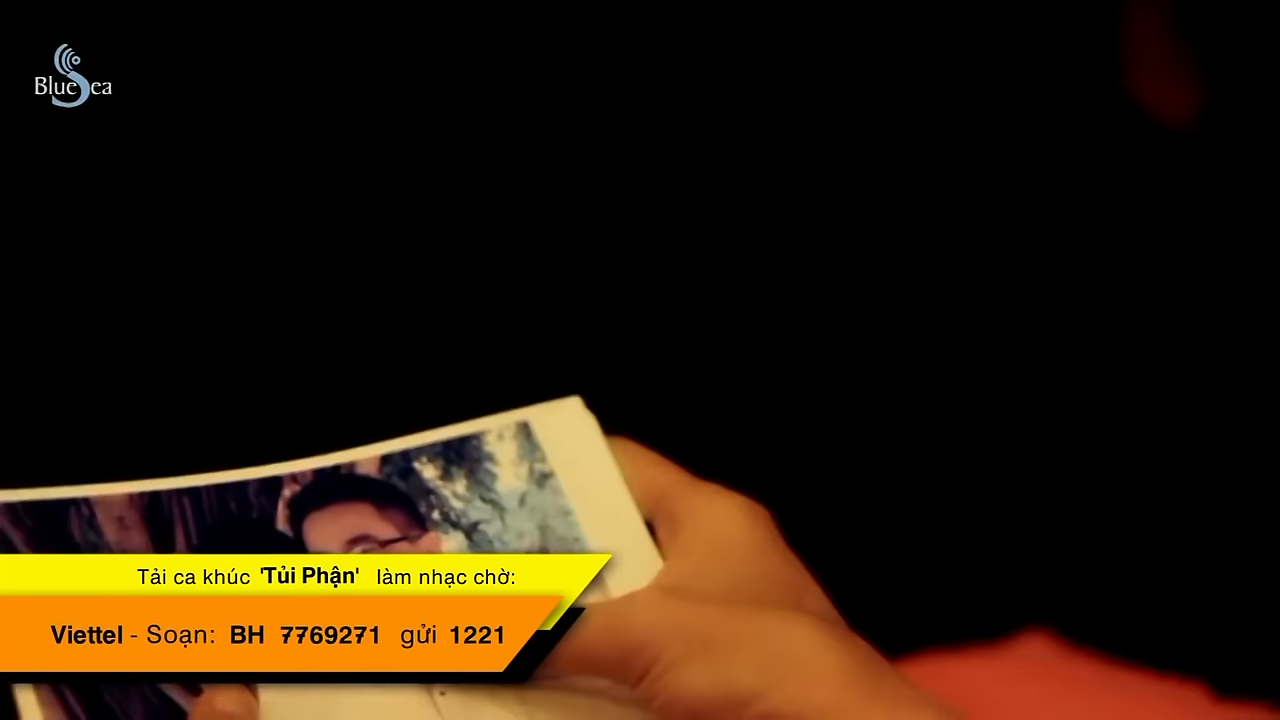 BlueSea
Tải ca khúc 'Tủi Phận' làm nhạc chờ:
Viettel - Soạn: BH 7769271 gửi 1221